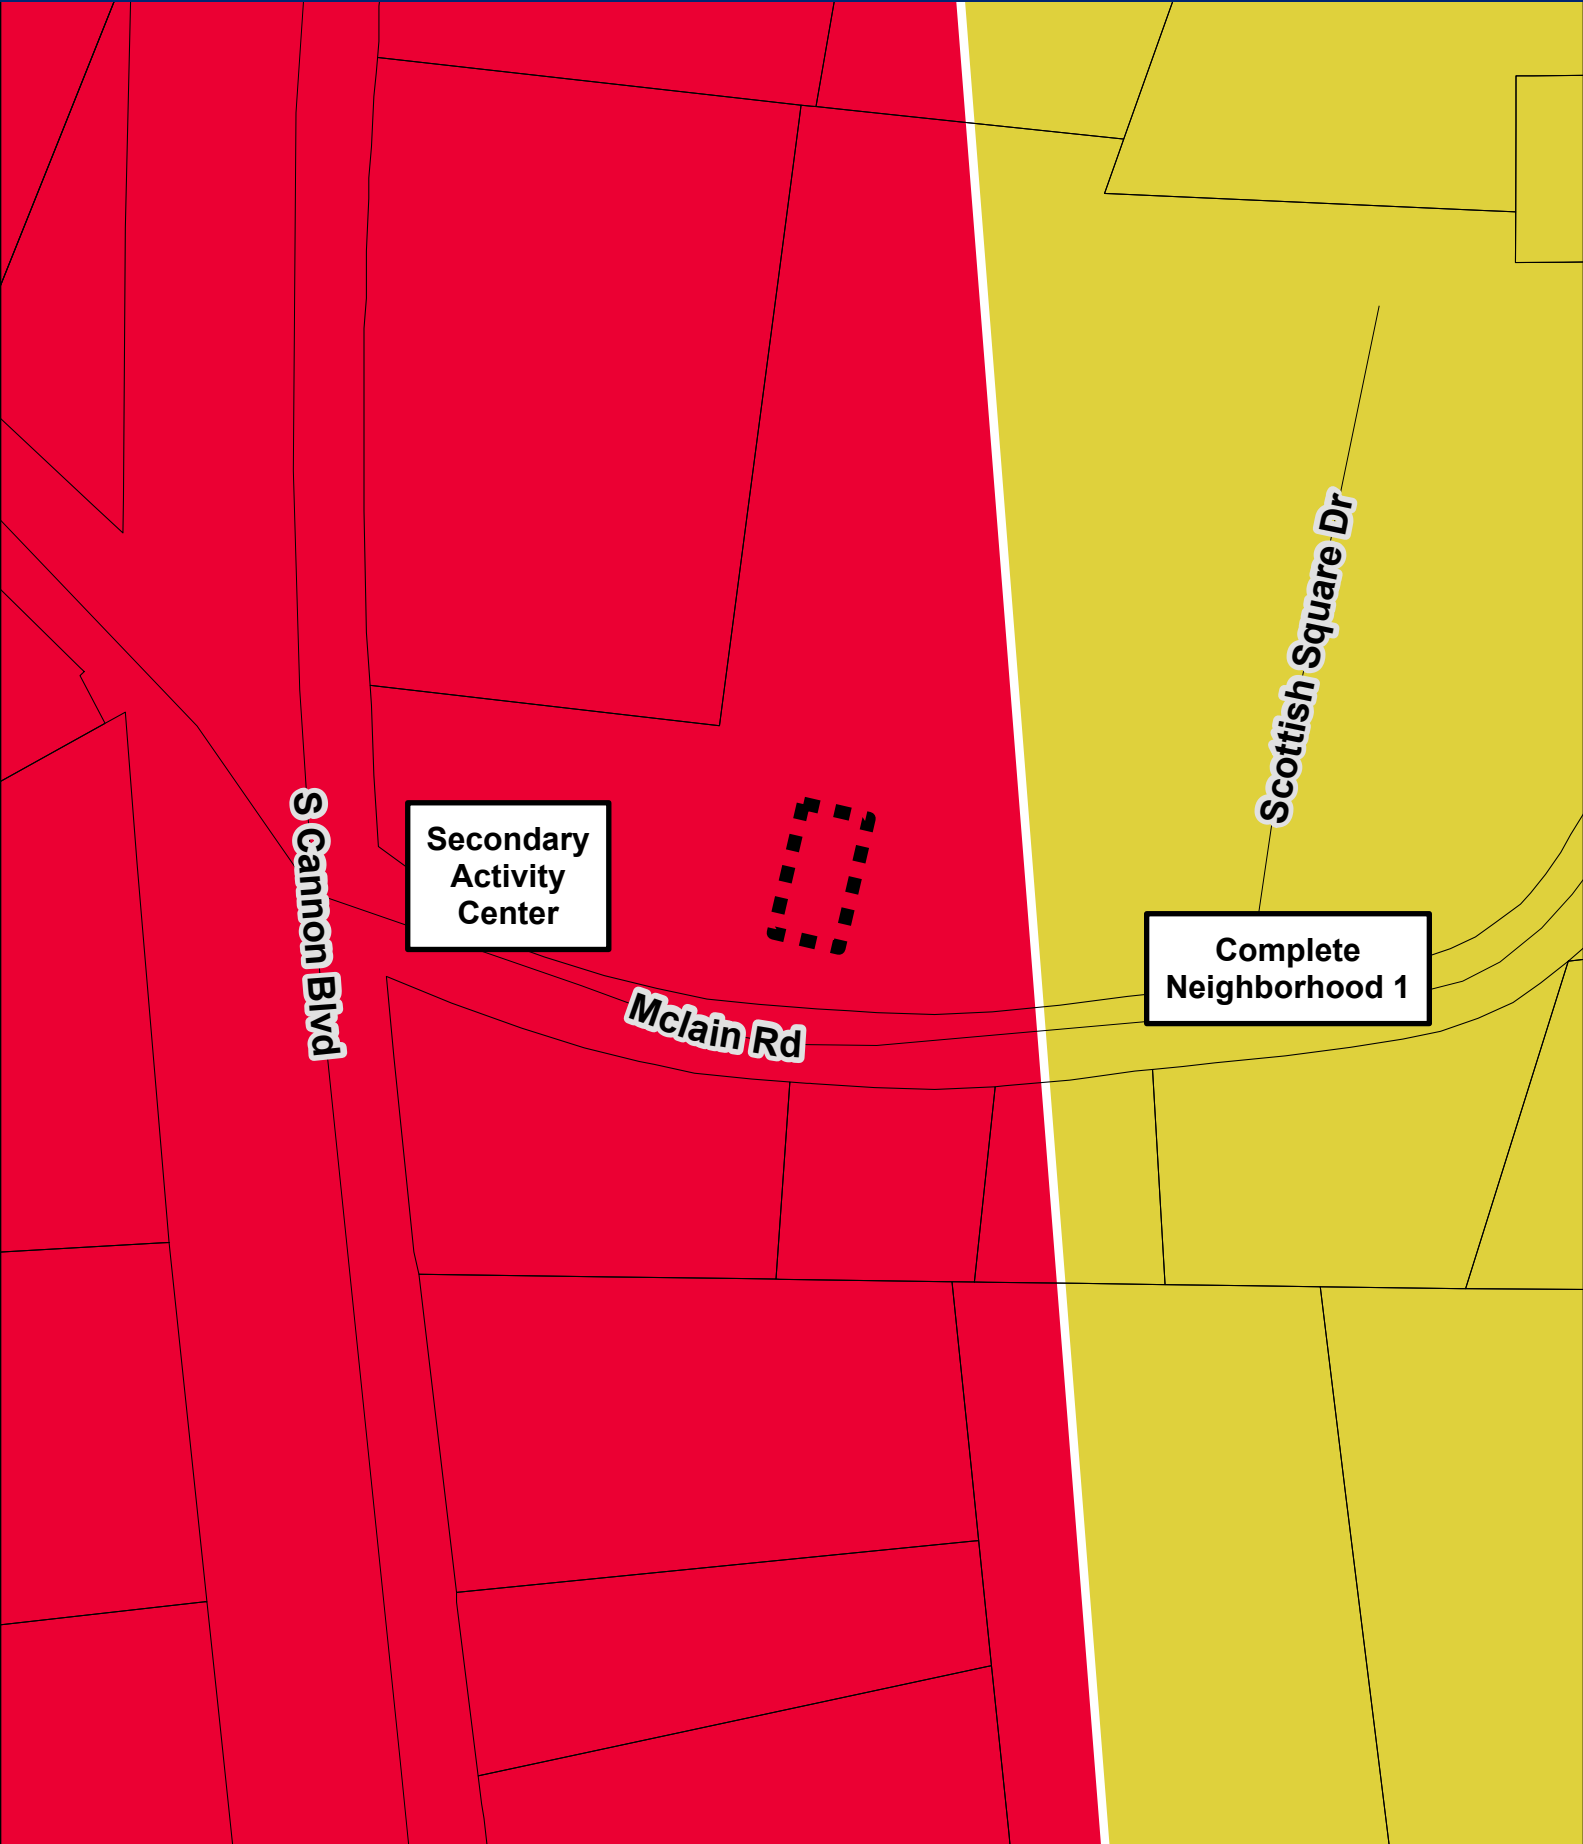 Scottish Square Dr
S Cannon Blvd
Secondary
Activity
Center
Complete
Neighborhood 1
Mclain Rd